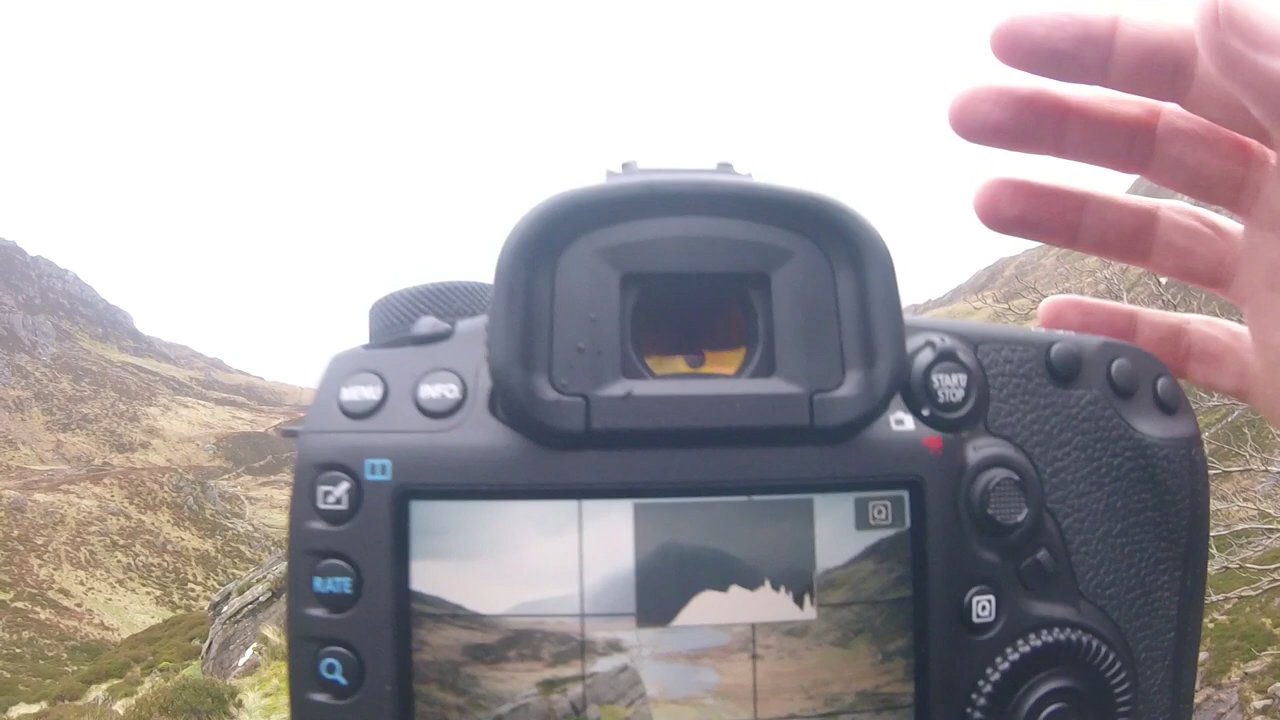 MENU
INFO.
START/
STOP
RATE
Q
Q